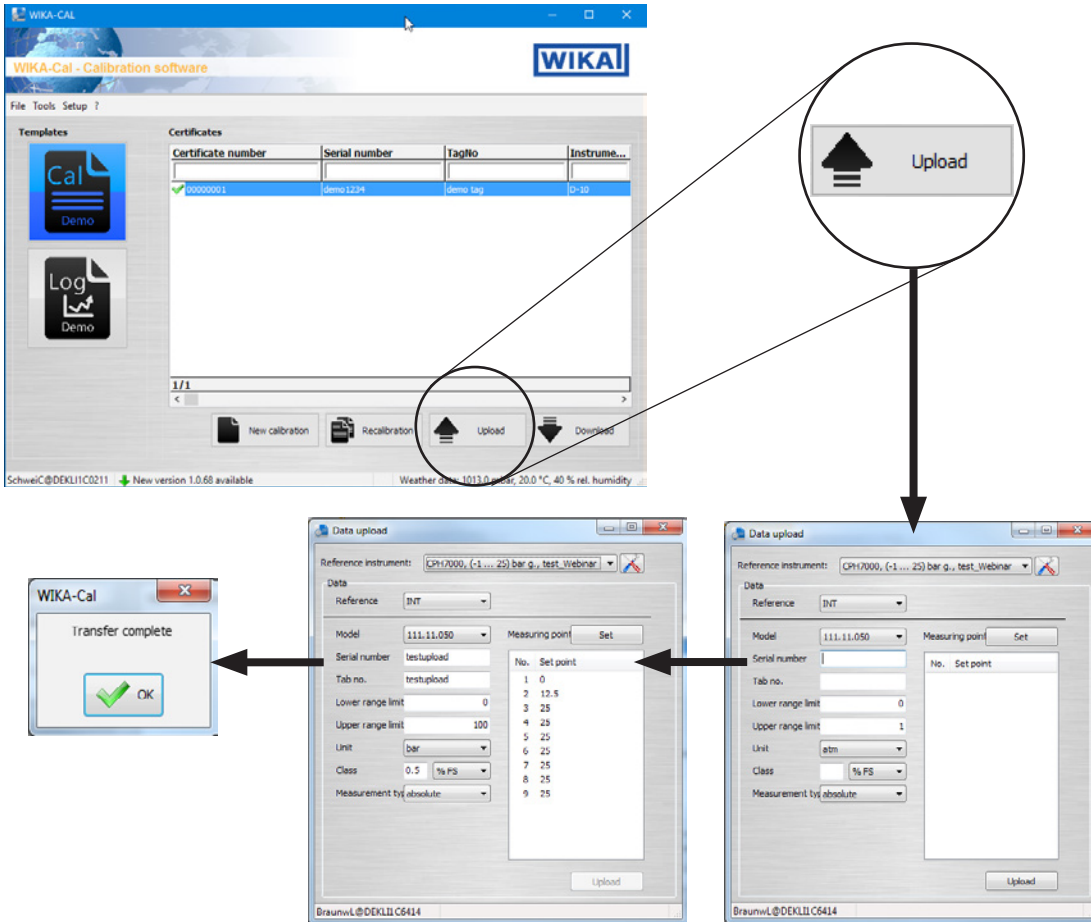 WIKA-CAL
WIKA-Cal - Calibration software
WIKA
File Tools Setup ?
Templates
Certificates
Certificate number Serial number TagNo Instrume...
00000001 demo1234 demo tag D-10
Cal
Demo
Log
Demo
1/1
New calibration Recalibration Upload Download
SchweiC@DEKLI1C0211 New version 1.0.68 available Weather data: 1013.0 mbar, 20.0 °C, 40 % rel. humidity
Upload
Data upload
Reference instrument: CPH7000, (-1 ... 25) bar g., test_Webinar
Data
Reference INT
Model 111.11.050 Measuring point Set
Serial number
Tab no.
Lower range limit 0
Upper range limit 1
Unit atm
Class % FS
Measurement typ absolute
No. Set point
Upload
BraunwL@DEKLI1C6414
Data upload
Reference instrument: CPH7000, (-1 ... 25) bar g., test_Webinar
Data
Reference INT
Model 111.11.050 Measuring point Set
Serial number testupload
Tab no. testupload
Lower range limit 0
Upper range limit 100
Unit bar
Class 0.5 % FS
Measurement typ absolute
No. Set point
1 0
2 12.5
3 25
4 25
5 25
6 25
7 25
8 25
9 25
Upload
BraunwL@DEKLI1C6414
WIKA-Cal
Transfer complete
OK